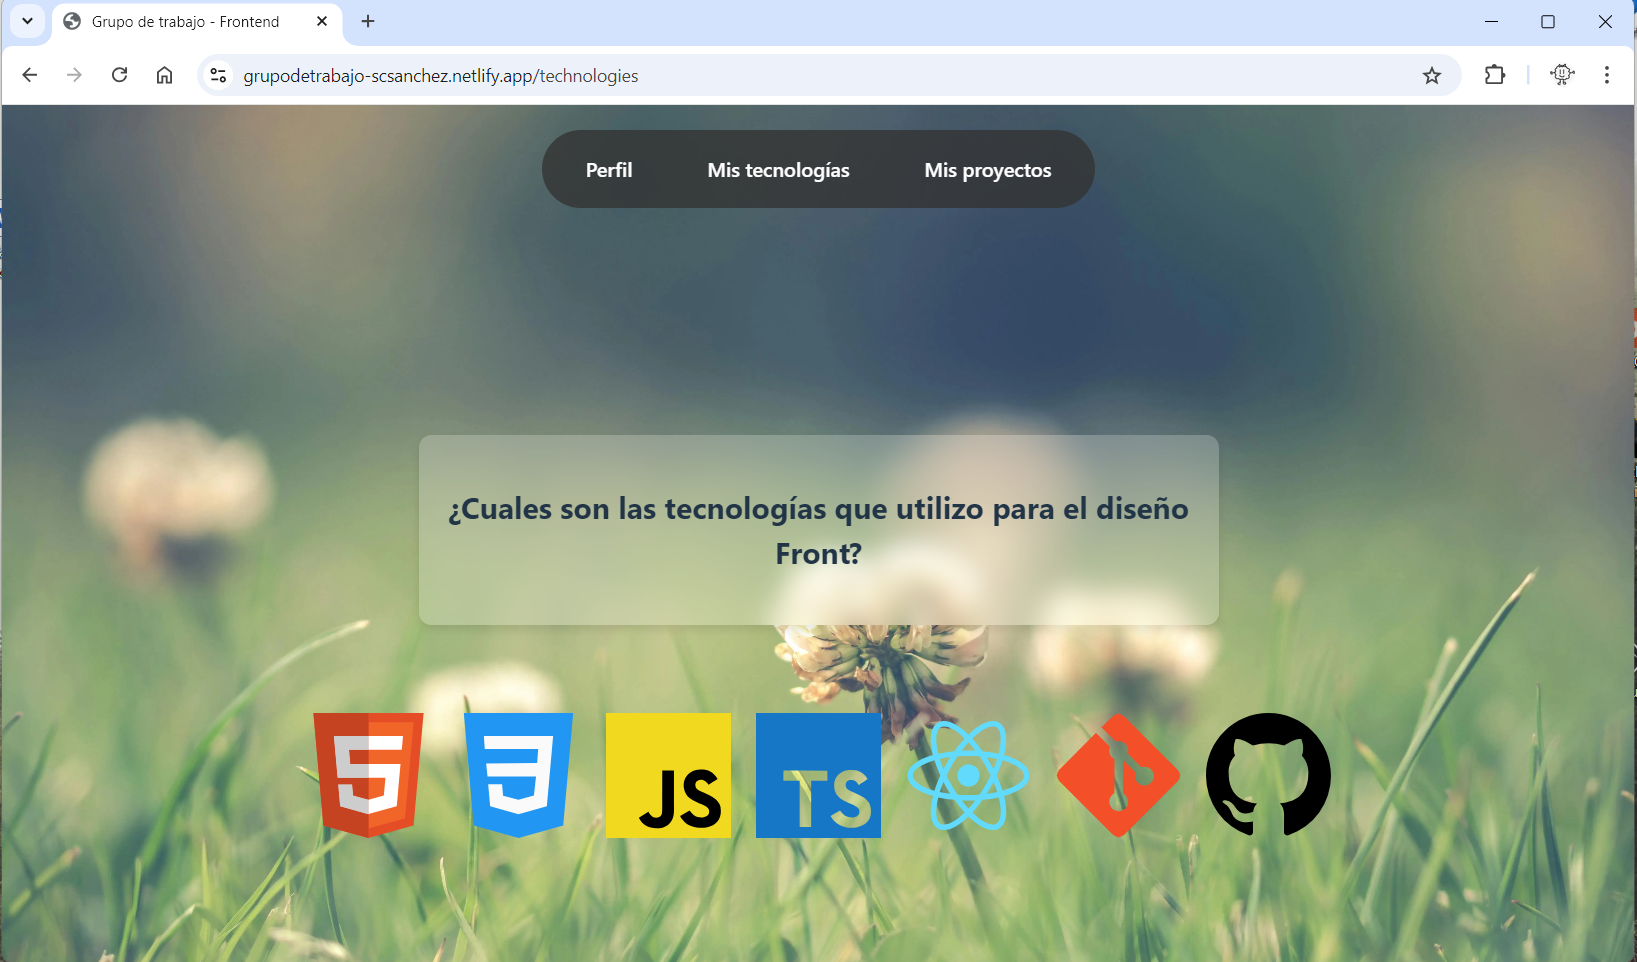 Grupo de trabajo - Frontend
grupodetrabajo-scsanchez.netlify.app/technologies
Perfil Mis tecnologías Mis proyectos
¿Cuales son las tecnologías que utilizo para el diseño
Front?
5 3 JS TS